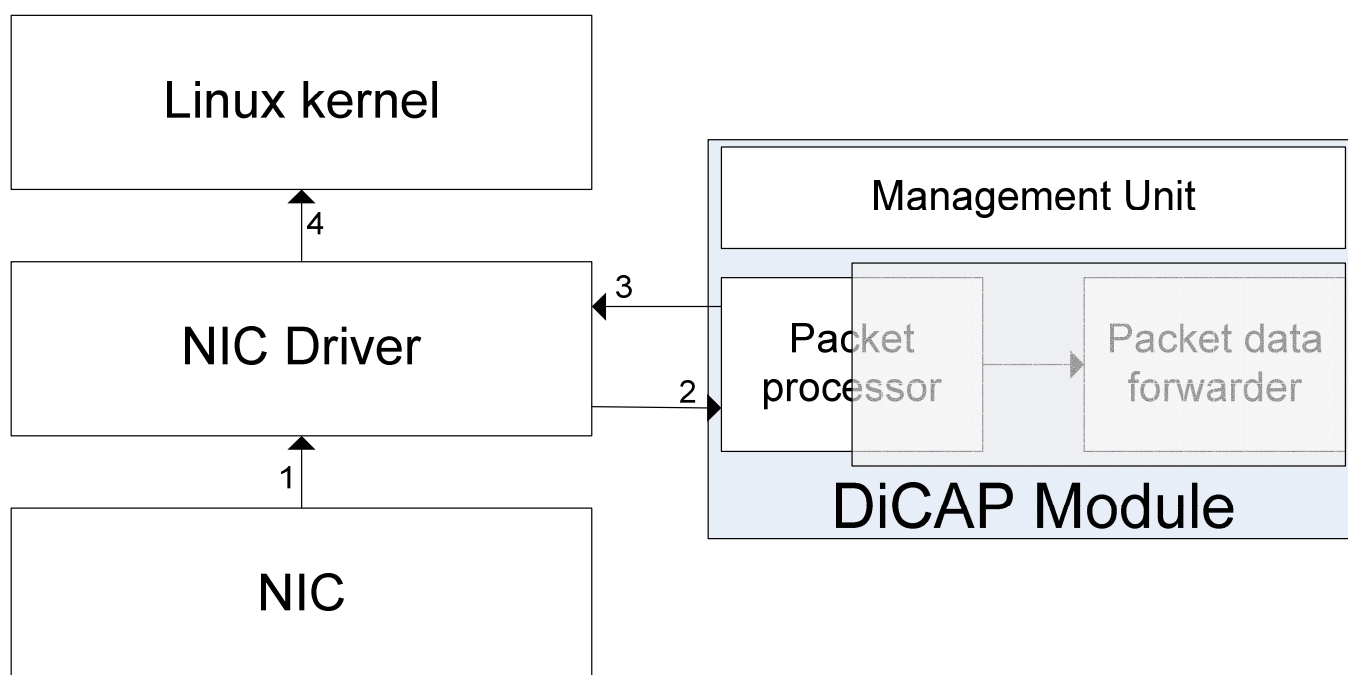 Linux kernel
4
Management Unit
NIC Driver
3
2
Packet
processor
Packet data
forwarder
DiCAP Module
1
NIC